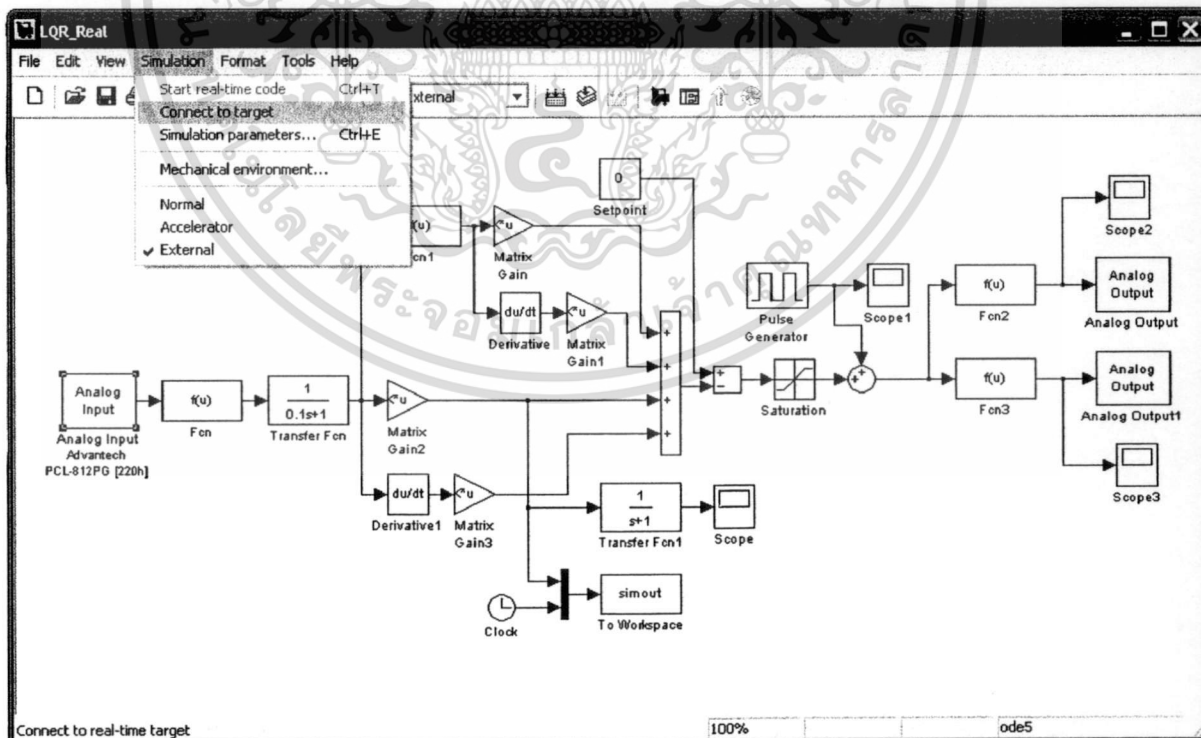 LQR_Real
File Edit View Simulation Format Tools Help
Start real-time code Ctrl+T
Connect to target
Simulation parameters... Ctrl+E
Mechanical environment...
Normal
Accelerator
✓ External
xternal
0
Setpoint
(u)
cn1
u
Matrix
Gain
du/dt
Derivative
u
Matrix
Gain1
Pulse
Generator
Scope1
Scope2
f(u)
Fcn2
Analog
Output
Analog Output
Analog
Input
Analog Input
Advantech
PCL-812PG [220h]
f(u)
Fcn
1
0.1s+1
Transfer Fcn
u
Matrix
Gain2
+
+
+
+
+
−
Saturation
++
f(u)
Fcn3
Analog
Output
Analog Output1
Scope3
du/dt
Derivative1
u
Matrix
Gain3
1
s+1
Transfer Fcn1
Scope
Clock
simout
To Workspace
Connect to real-time target 100% ode5